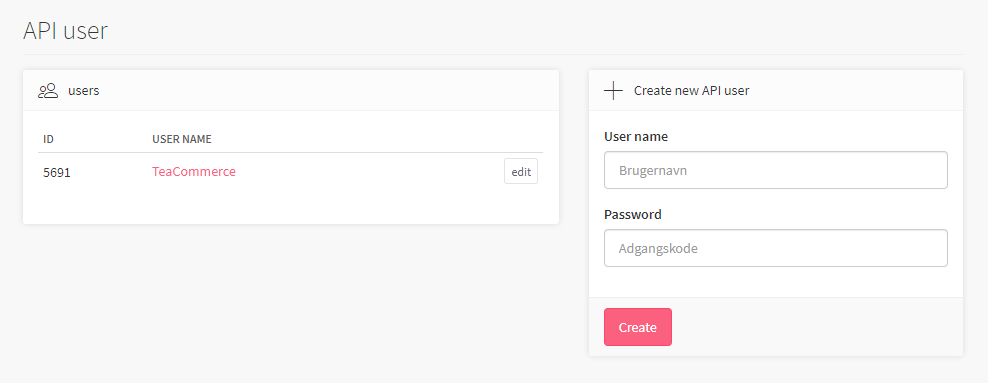 API user
users
ID USER NAME
5691 TeaCommerce edit
Create new API user
User name
Brugernavn
Password
Adgangskode
Create